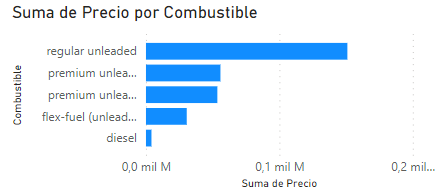 Suma de Precio por Combustible
regular unleaded
premium unlea...
premium unlea...
flex-fuel (unlead...
diesel
Combustible
0,0 mil M
0,1 mil M
0,2 mil...
Suma de Precio